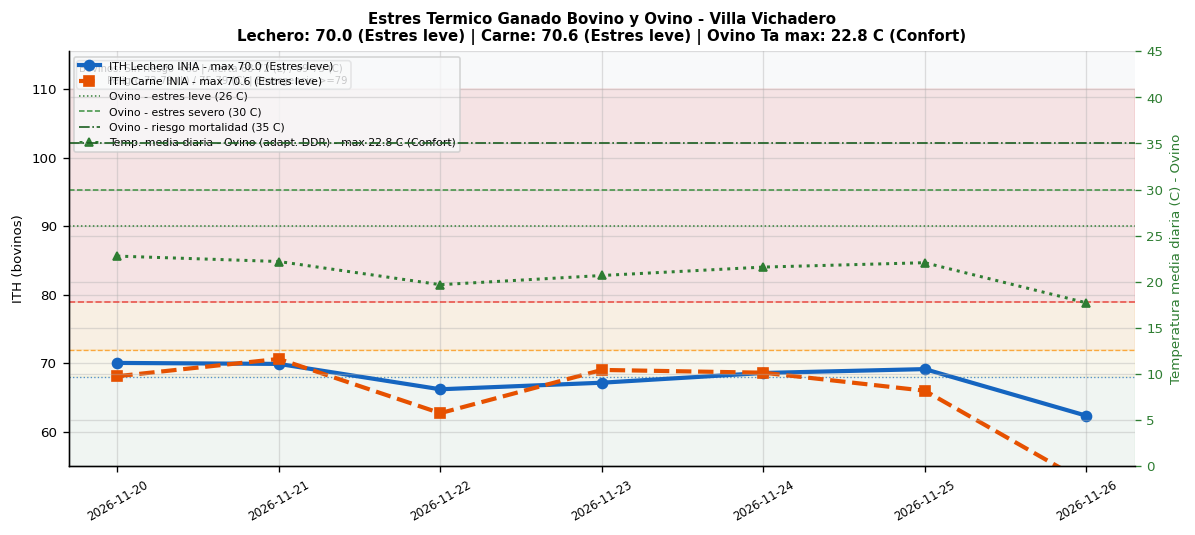 Estres Termico Ganado Bovino y Ovino - Villa Vichadero
Lechero: 70.0 (Estres leve) | Carne: 70.6 (Estres leve) | Ovino Ta max: 22.8 C (Confort)
ITH Lechero INIA - max 70.0 (Estres leve)
ITH Carne INIA - max 70.6 (Estres leve)
Ovino - estres leve (26 C)
Ovino - estres severo (30 C)
Ovino - riesgo mortalidad (35 C)
Temp. media diaria - Ovino (adapt. DDR) - max 22.8 C (Confort)
ITH (bovinos)
110
100
90
80
70
60
45
40
35
30
25
20
15
10
5
0
Temperatura media diaria (C) - Ovino
2026-11-20
2026-11-21
2026-11-22
2026-11-23
2026-11-24
2026-11-25
2026-11-26